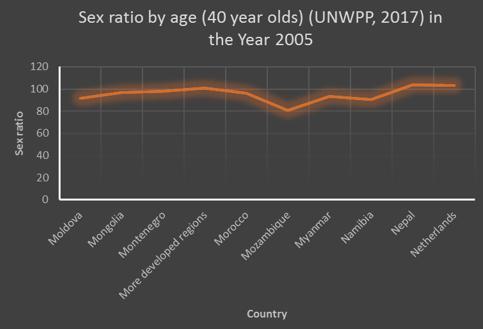 Sex ratio by age (40 year olds) (UNWPP, 2017) in
the Year 2005
120
100
80
60
40
20
0
Sex ratio
Moldova
Mongolia
Montenegro
More developed regions
Morocco
Mozambique
Myanmar
Namibia
Nepal
Netherlands
Country